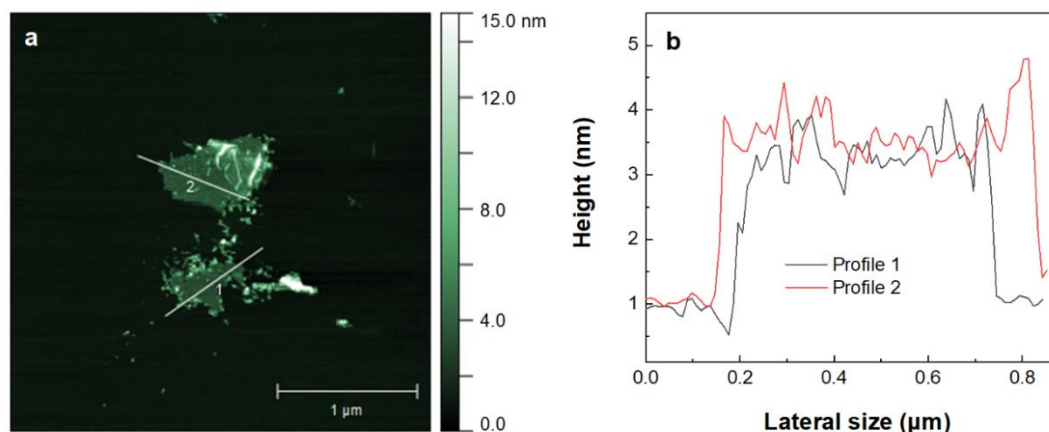 a
2
1
1 µm
15.0 nm
12.0
8.0
4.0
0.0
b
Height (nm)
5
4
3
2
1
Profile 1
Profile 2
0.0 0.2 0.4 0.6 0.8
Lateral size (µm)